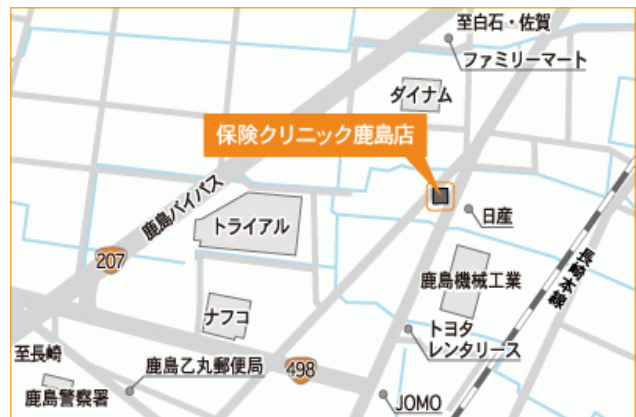 至白石・佐賀
ファミリーマート
ダイナム
保険クリニック鹿島店
鹿島バイパス
トライアル
日産
207
鹿島機械工業
長崎本線
ナフコ
トヨタ
レンタリース
至長崎
鹿島乙丸郵便局
498
鹿島警察署
JOMO